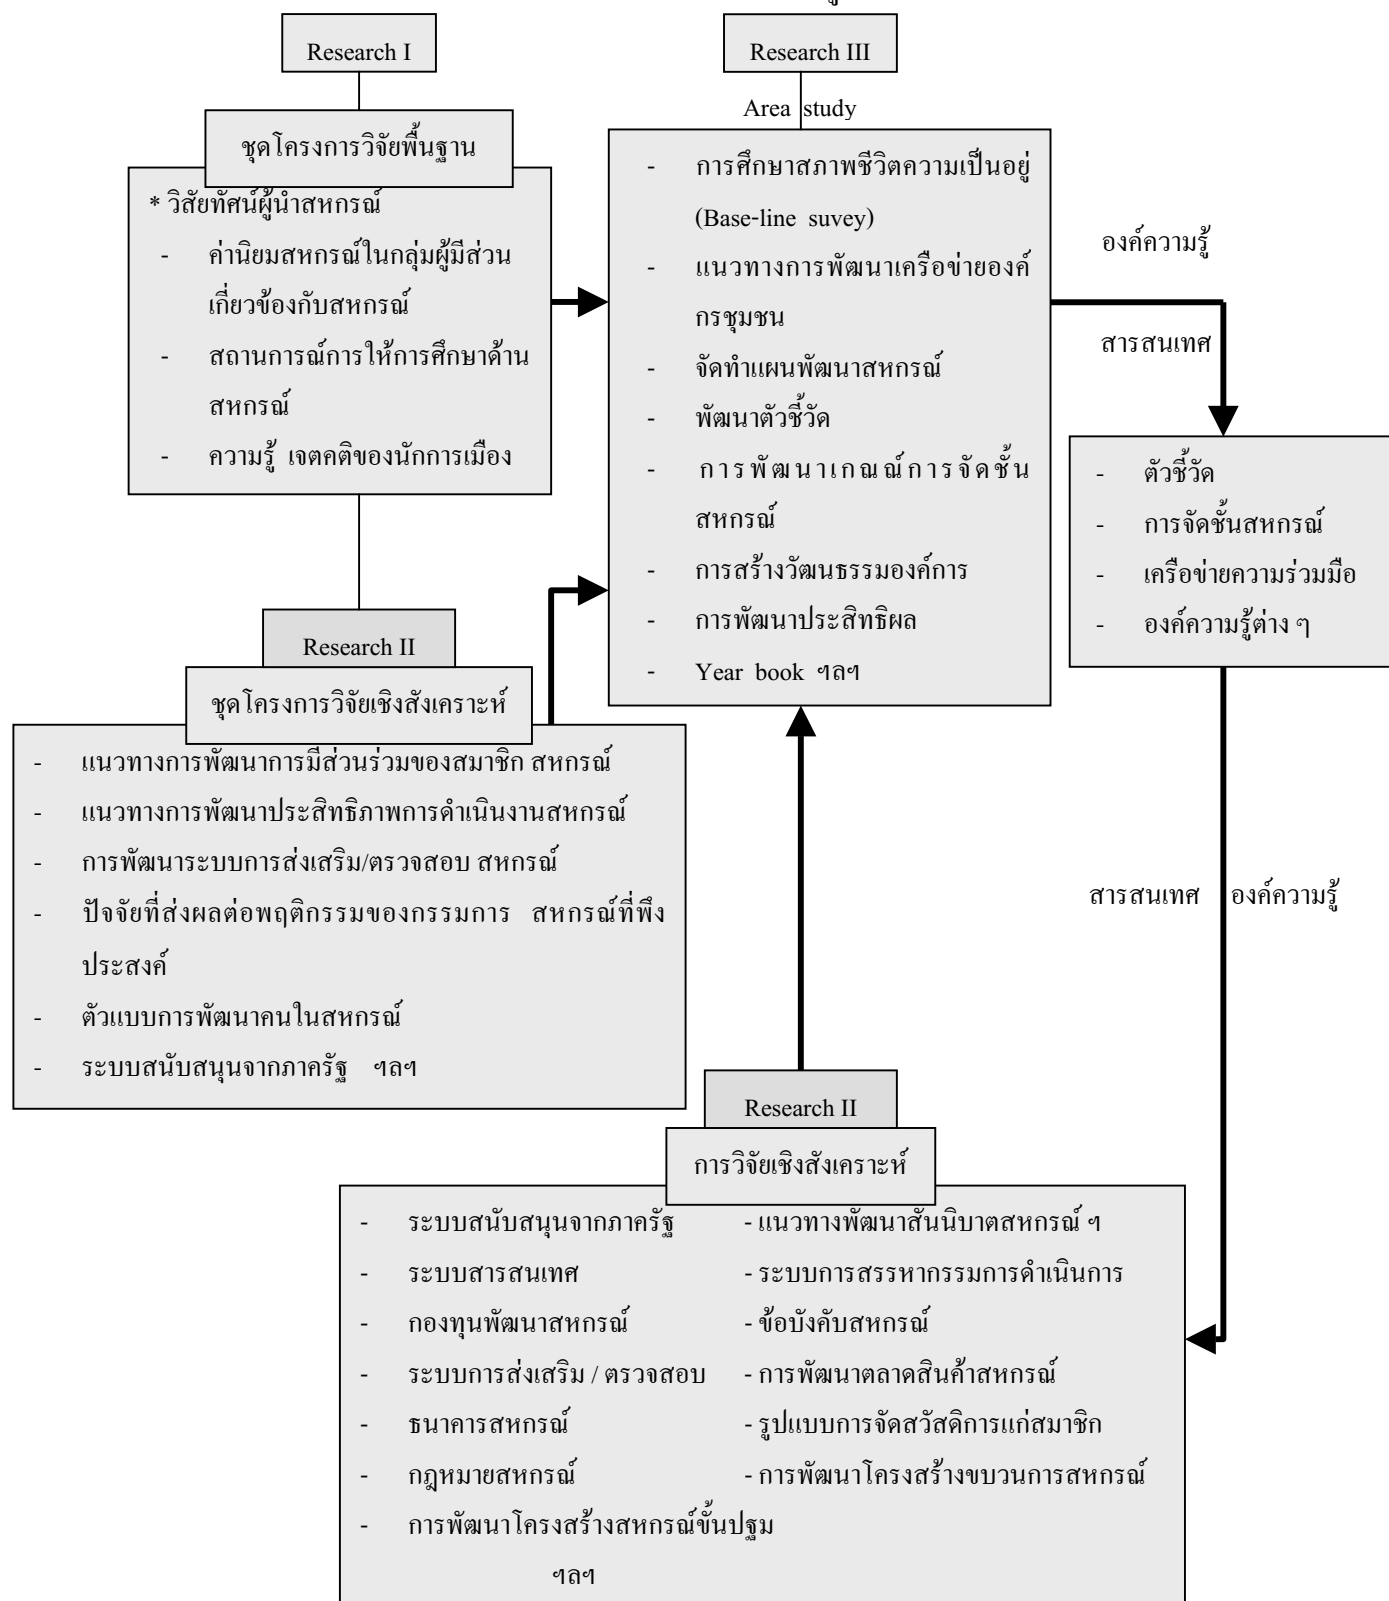 Research I
ชุดโครงการวิจัยพื้นฐาน
* วิสัยทัศน์ผู้นำสหกรณ์
- ค่านิยมสหกรณ์ในกลุ่มผู้มีส่วน
เกี่ยวข้องกับสหกรณ์
- สถานการณ์การให้การศึกษาด้าน
สหกรณ์
- ความรู้ เจตคติของนักการเมือง
Research II
ชุดโครงการวิจัยเชิงสังเคราะห์
- แนวทางการพัฒนาการมีส่วนร่วมของสมาชิก สหกรณ์
- แนวทางการพัฒนาประสิทธิภาพการดำเนินงานสหกรณ์
- การพัฒนาระบบการส่งเสริม/ตรวจสอบ สหกรณ์
- ปัจจัยที่ส่งผลต่อพฤติกรรมของกรรมการ สหกรณ์ที่พึง
ประสงค์
- ตัวแบบการพัฒนาคนในสหกรณ์
- ระบบสนับสนุนจากภาครัฐ ฯลฯ
Research III
Area study
- การศึกษาสภาพชีวิตความเป็นอยู่
(Base-line suvey)
- แนวทางการพัฒนาเครือข่ายองค์
กรชุมชน
- จัดทำแผนพัฒนาสหกรณ์
- พัฒนาตัวชี้วัด
- การพัฒนาเกณณ์การจัดชั้น
สหกรณ์
- การสร้างวัฒนธรรมองค์การ
- การพัฒนาประสิทธิผล
- Year book ฯลฯ
องค์ความรู้
สารสนเทศ
- ตัวชี้วัด
- การจัดชั้นสหกรณ์
- เครือข่ายความร่วมมือ
- องค์ความรู้ต่าง ๆ
สารสนเทศ องค์ความรู้
Research II
การวิจัยเชิงสังเคราะห์
- ระบบสนับสนุนจากภาครัฐ - แนวทางพัฒนาสันนิบาตสหกรณ์ ฯ
- ระบบสารสนเทศ - ระบบการสรรหากรรมการดำเนินการ
- กองทุนพัฒนาสหกรณ์ - ข้อบังคับสหกรณ์
- ระบบการส่งเสริม / ตรวจสอบ - การพัฒนาตลาดสินค้าสหกรณ์
- ธนาคารสหกรณ์ - รูปแบบการจัดสวัสดิการแก่สมาชิก
- กฎหมายสหกรณ์ - การพัฒนาโครงสร้างขบวนการสหกรณ์
- การพัฒนาโครงสร้างสหกรณ์ขั้นปฐม
ฯลฯ